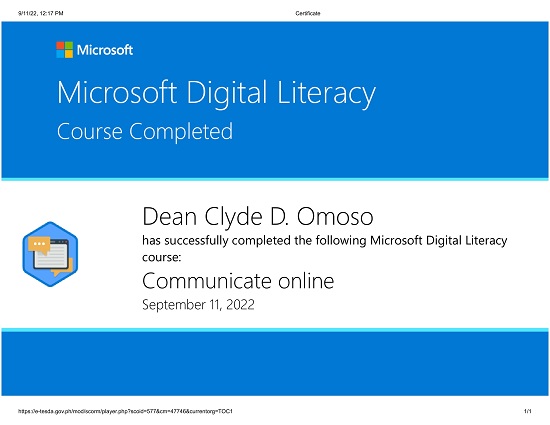 9/11/22, 12:17 PM
Certificate
Microsoft
Microsoft Digital Literacy
Course Completed
Dean Clyde D. Omoso
has successfully completed the following Microsoft Digital Literacy
course:
Communicate online
September 11, 2022
https://e-tesda.gov.ph/mod/scorm/player.php?scoid=577&cm=47746&currentorg=TOC1
1/1